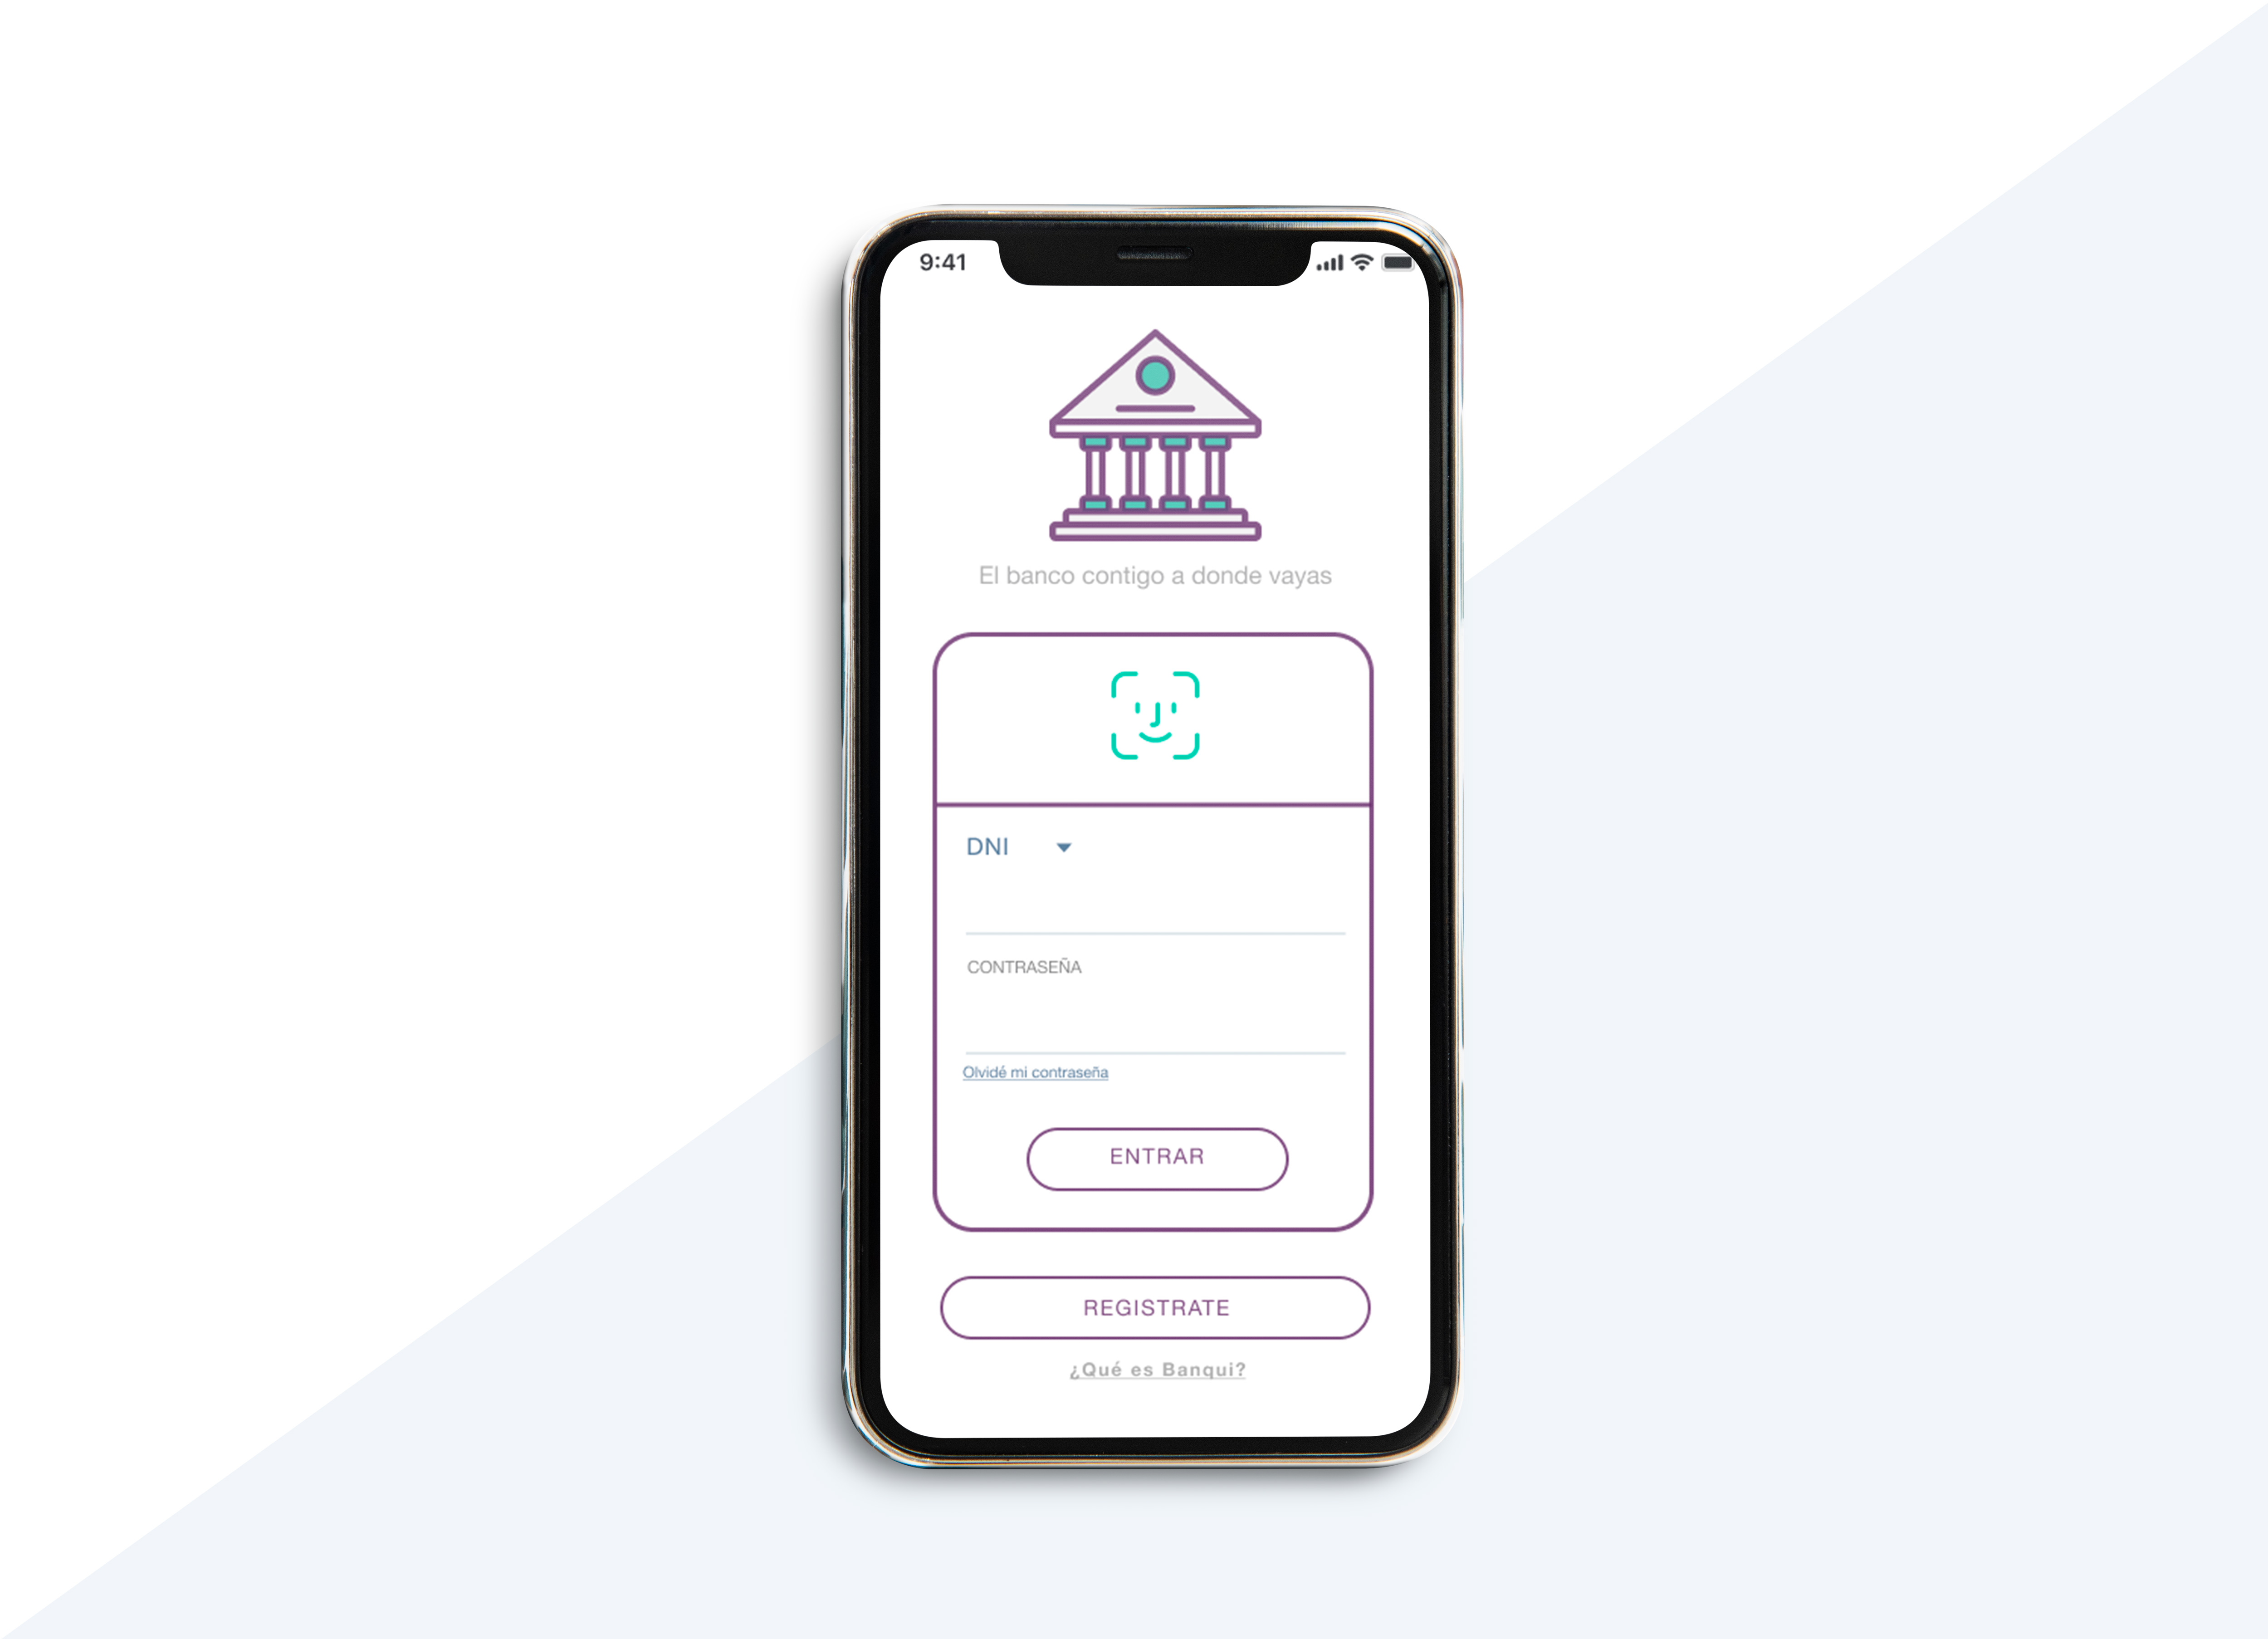 9:41
El banco contigo a donde vayas
DNI
CONTRASEÑA
Olvidé mi contraseña
ENTRAR
REGISTRATE
¿Qué es Banqui?